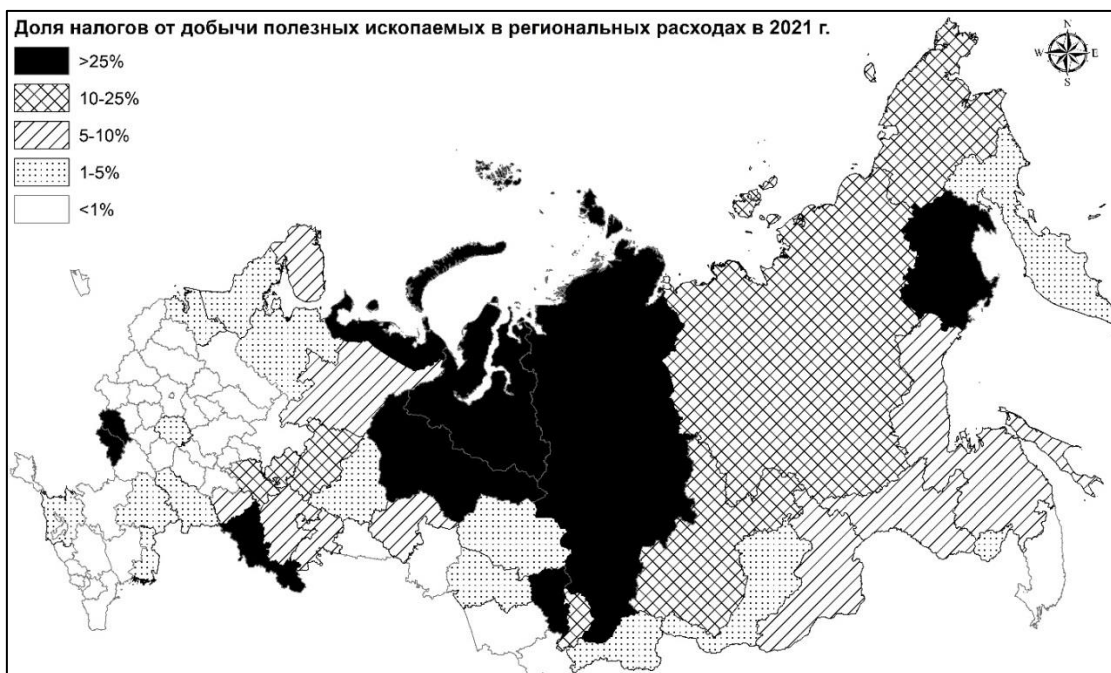 Доля налогов от добычи полезных ископаемых в региональных расходах в 2021 г.
>25%
10-25%
5-10%
1-5%
<1%
N
W E
S